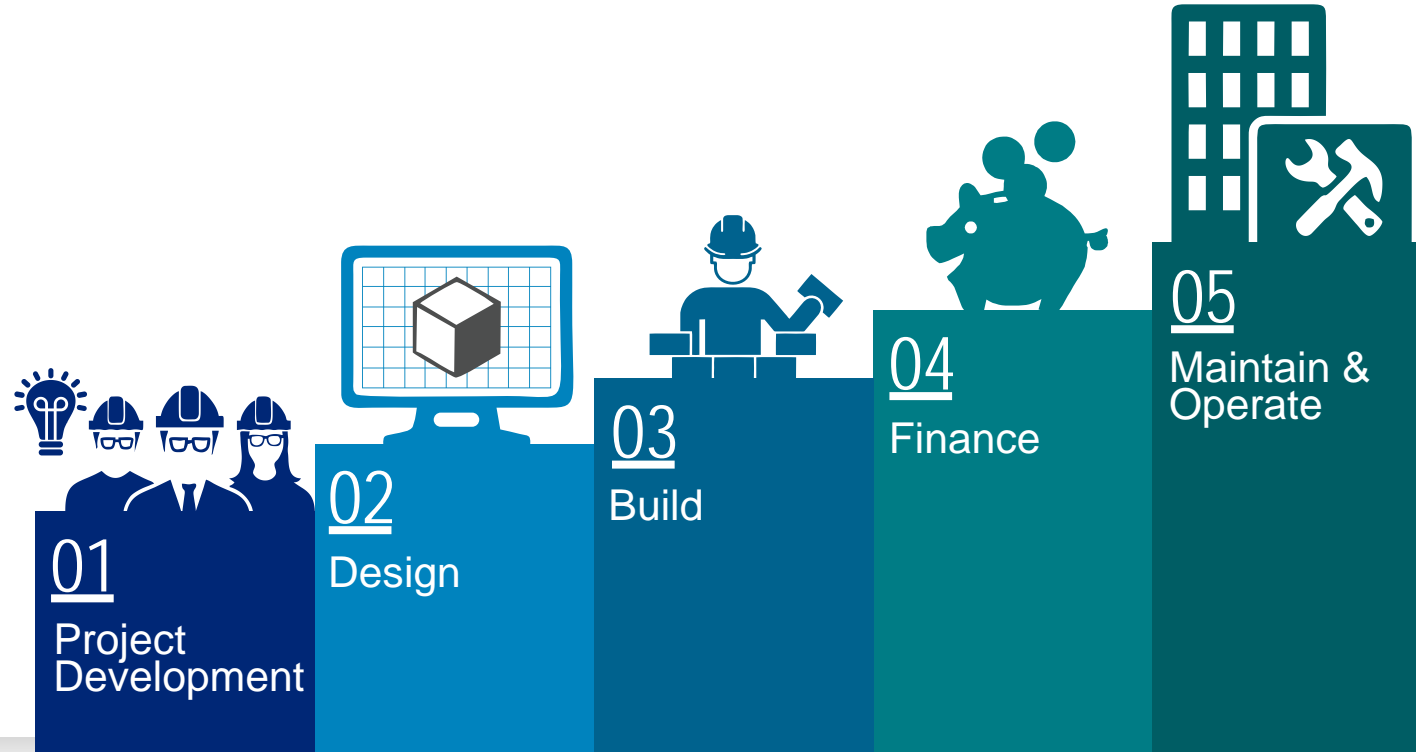 01
Project
Development
02
Design
03
Build
04
Finance
05
Maintain &
Operate